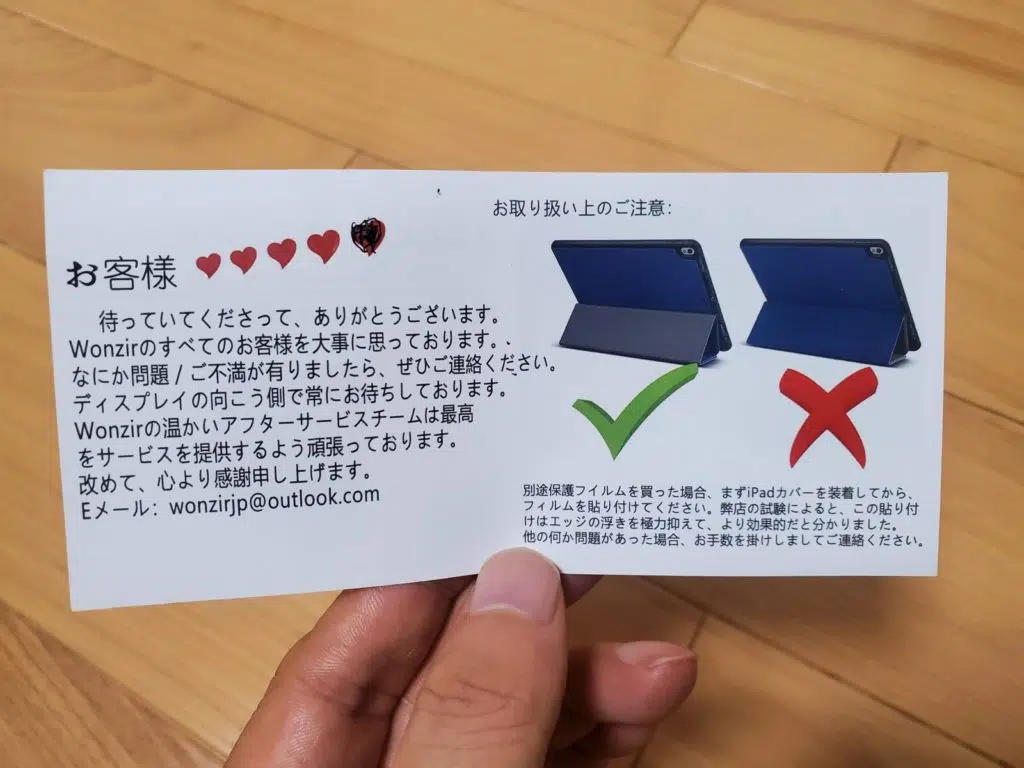 お客様
待っていてくださって、ありがとうございます。
Wonzirのすべてのお客様を大事に思っております。
なにか問題 / ご不満が有りましたら、ぜひご連絡ください。
ディスプレイの向こう側で常にお待ちしております。
Wonzirの温かいアフターサービスチームは最高
をサービスを提供するよう頑張っております。
改めて、心より感謝申し上げます。
Eメール: wonzirjp@outlook.com
お取り扱い上のご注意:
別途保護フイルムを買った場合、まずiPadカバーを装着してから、
フィルムを貼り付けてください。弊店の試験によると、この貼り付
けはエッジの浮きを極力抑えて、より効果的だと分かりました。
他の何か問題があった場合、お手数を掛けしましてご連絡ください。